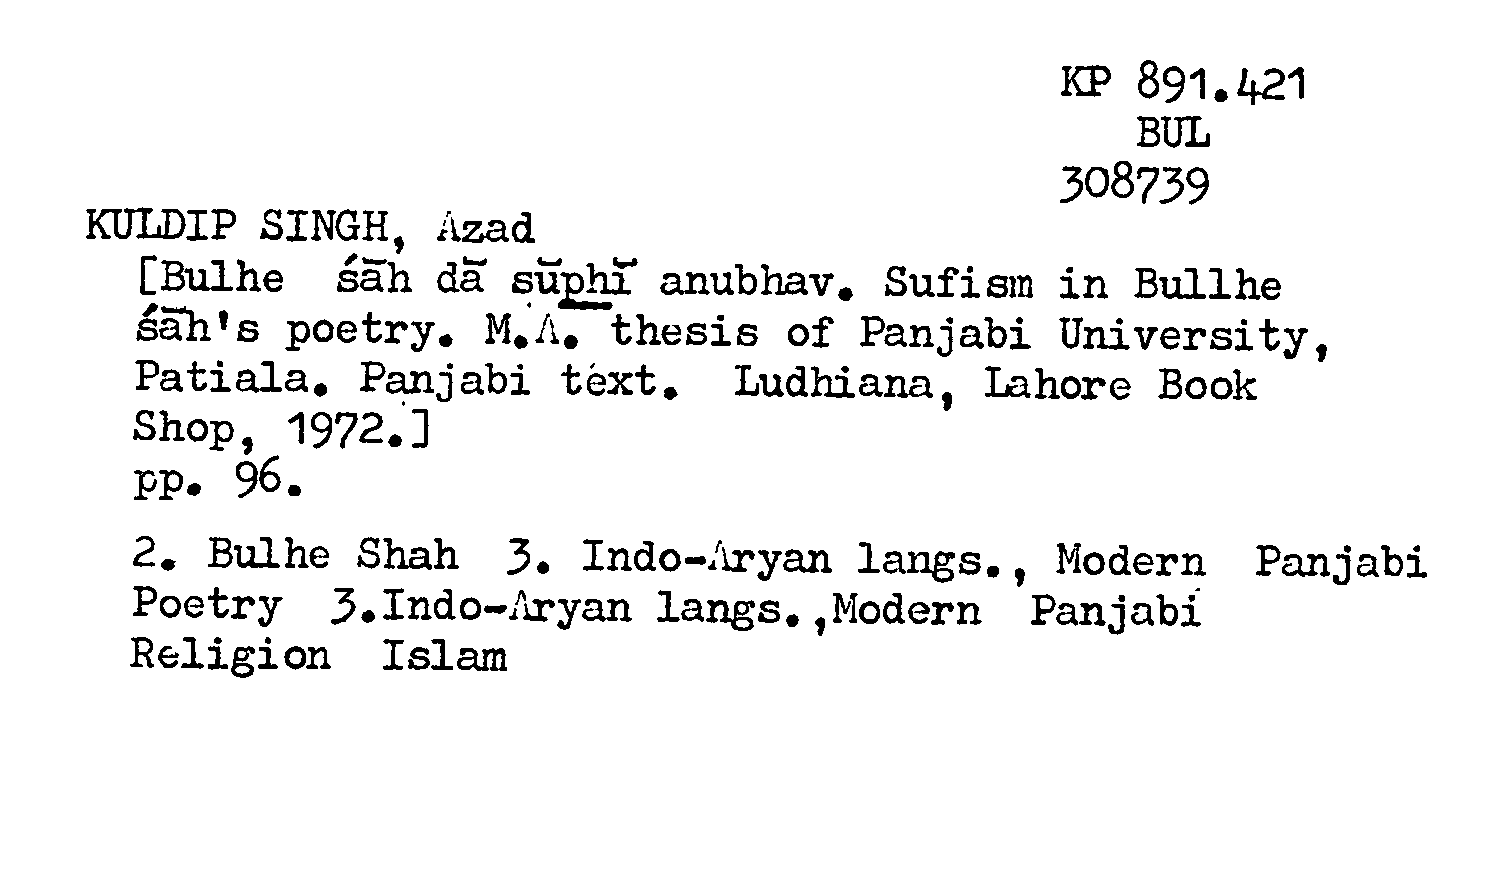 KP 891.421
BUL
308739
KULDIP SINGH, Azad
[Bulhe śāh dā sūphī anubhav. Sufism in Bullhe
śāh's poetry. M.A. thesis of Panjabi University,
Patiala. Panjabi text. Ludhiana, Lahore Book
Shop, 1972.]
pp. 96.
2. Bulhe Shah 3. Indo-Aryan langs., Modern Panjabi
Poetry 3.Indo-Aryan langs.,Modern Panjabi
Religion Islam